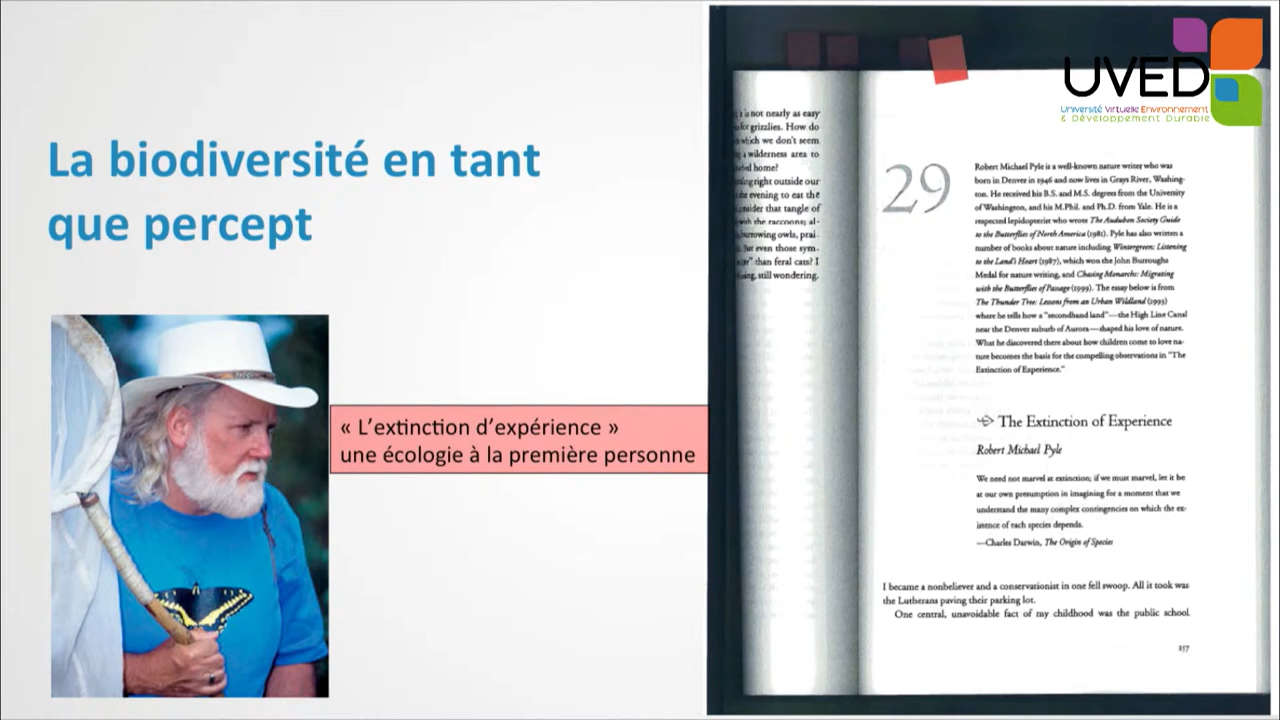 La biodiversité en tant
que percept
« L’extinction d’expérience »
une écologie à la première personne
UVED
Université Virtuelle Environnement
& Développement Durable
is not nearly as easy
for grizzlies. How do
which we don't seem
a wilderness area to
home?
right outside our
evening to eat the
that tangle of
with the raccoons; al-
burrowing owls, prai-
But even those sym-
than feral cats? I
still wondering.
29
Robert Michael Pyle is a well-known nature writer who was
born in Denver in 1946 and now lives in Grays River, Washing-
ton. He received his B.S. and M.S. degrees from the University
of Washington, and his M.Phil. and Ph.D. from Yale. He is a
respected lepidopterist who wrote The Audubon Society Guide
to the Butterflies of North America (1981). Pyle has also written a
number of books about nature including Wintergreen: Listening
to the Land's Heart (1987), which won the John Burroughs
Medal for nature writing, and Chasing Monarchs: Migrating
with the Butterflies of Passage (1999). The essay below is from
The Thunder Tree: Lessons from an Urban Wildland (1993)
where he tells how a "secondhand land"—the High Line Canal
near the Denver suburb of Aurora—shaped his love of nature.
What he discovered there about how children come to love na-
ture becomes the basis for the compelling observations in "The
Extinction of Experience."
The Extinction of Experience
Robert Michael Pyle
We need not marvel at extinction; if we must marvel, let it be
at our own presumption in imagining for a moment that we
understand the many complex contingencies on which the ex-
istence of each species depends.
—Charles Darwin, The Origin of Species
I became a nonbeliever and a conservationist in one fell swoop. All it took was
the Lutherans paving their parking lot.
One central, unavoidable fact of my childhood was the public school
257